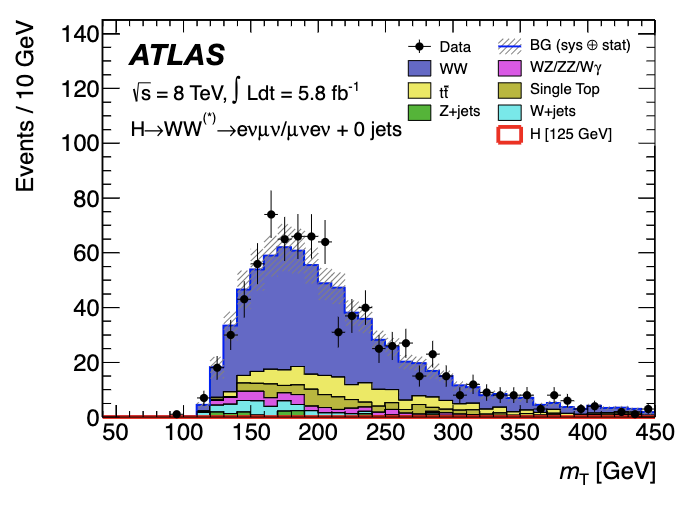 Events / 10 GeV
140
120
100
80
60
40
20
0
ATLAS
√s = 8 TeV, ∫ Ldt = 5.8 fb⁻¹
H→WW⁽*⁾→eνμν/μνeν + 0 jets
Data
WW
tt̄
Z+jets
BG (sys ⊕ stat)
WZ/ZZ/Wγ
Single Top
W+jets
H [125 GeV]
50 100 150 200 250 300 350 400 450
m_T [GeV]